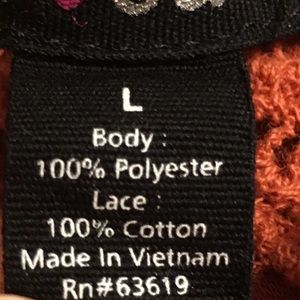 L
Body :
100% Polyester
Lace :
100% Cotton
Made In Vietnam
Rn#63619